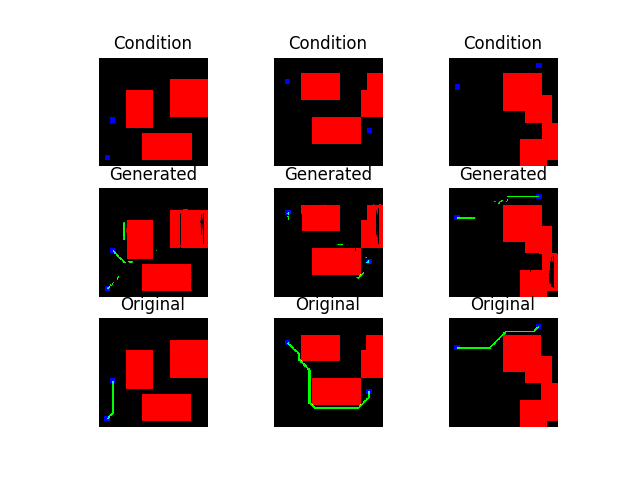 Condition Condition Condition
Generated Generated Generated
Original Original Original